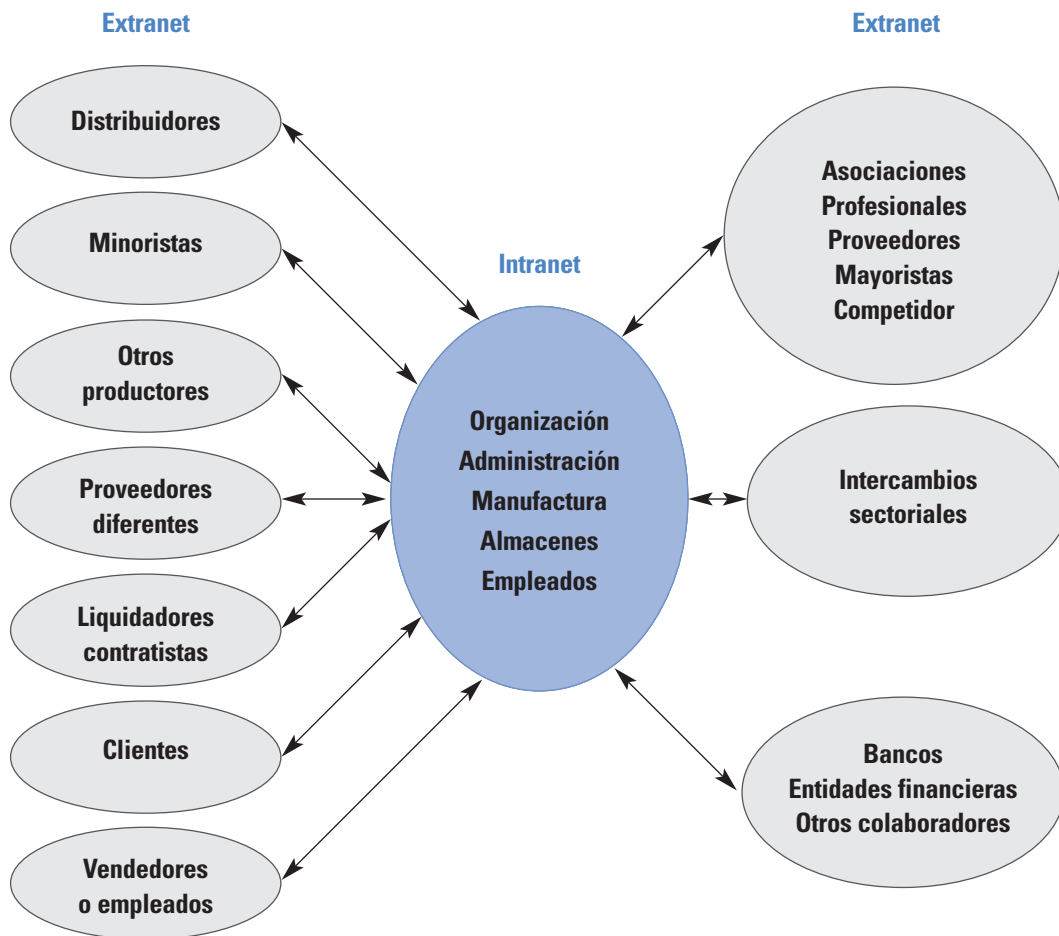 Extranet
Distribuidores
Minoristas
Otros
productores
Proveedores
diferentes
Liquidadores
contratistas
Clientes
Vendedores
o empleados
Intranet
Organización
Administración
Manufactura
Almacenes
Empleados
Extranet
Asociaciones
Profesionales
Proveedores
Mayoristas
Competidor
Intercambios
sectoriales
Bancos
Entidades financieras
Otros colaboradores